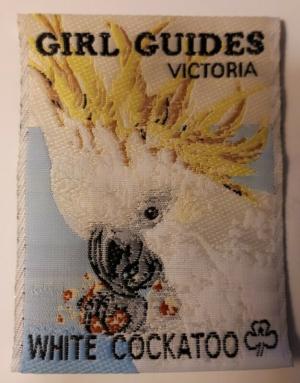 GIRL GUIDES
VICTORIA
WHITE COCKATOO